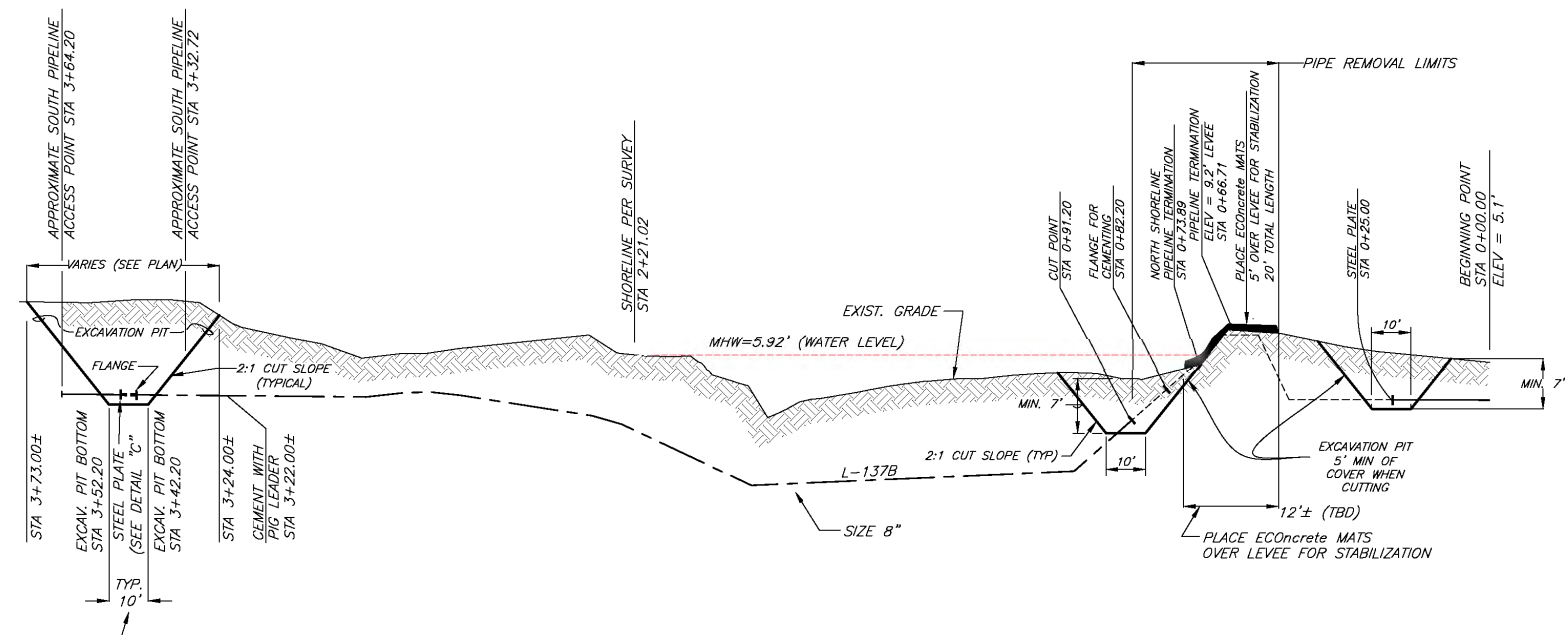 APPROXIMATE SOUTH PIPELINE
ACCESS POINT STA 3+64.20
APPROXIMATE SOUTH PIPELINE
ACCESS POINT STA 3+32.72
VARIES (SEE PLAN)
EXCAVATION PIT
FLANGE
2:1 CUT SLOPE
(TYPICAL)
STA 3+73.00±
EXCAV. PIT BOTTOM
STA 3+52.20
STEEL PLATE
(SEE DETAIL "C")
EXCAV. PIT BOTTOM
STA 3+42.20
STA 3+24.00±
CEMENT WITH
PIG LEADER
STA 3+22.00±
TYP.
10'
SHORELINE PER SURVEY
STA 2+21.02
MHW=5.92' (WATER LEVEL)
EXIST. GRADE
L-137B
SIZE 8"
PIPE REMOVAL LIMITS
CUT POINT
STA 0+91.20
FLANGE FOR
CEMENTING
STA 0+82.20
NORTH SHORELINE
PIPELINE TERMINATION
STA 0+73.89
PIPELINE TERMINATION
ELEV = 9.2' LEVEE
STA 0+66.71
PLACE ECOncrete MATS
5' OVER LEVEE FOR STABILIZATION
20' TOTAL LENGTH
STEEL PLATE
STA 0+25.00
BEGINNING POINT
STA 0+00.00
ELEV = 5.1'
10'
MIN. 7'
MIN. 7'
2:1 CUT SLOPE (TYP)
10'
EXCAVATION PIT
5' MIN OF
COVER WHEN
CUTTING
12'± (TBD)
PLACE ECOncrete MATS
OVER LEVEE FOR STABILIZATION